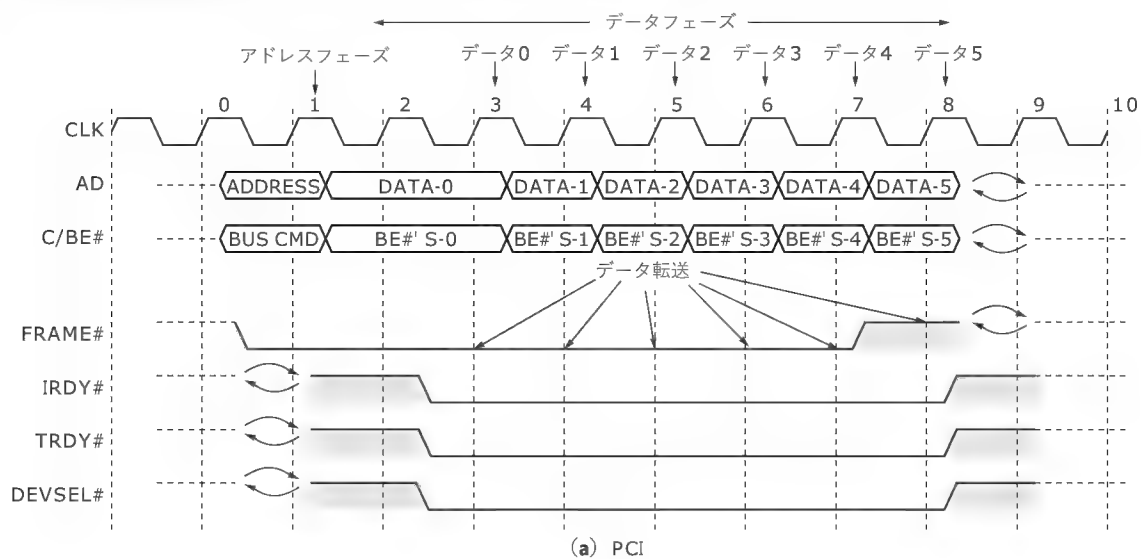 データフェーズ
アドレスフェーズ データ0 データ1 データ2 データ3 データ4 データ5
0 1 2 3 4 5 6 7 8 9 10
CLK
AD ADDRESS DATA-0 DATA-1 DATA-2 DATA-3 DATA-4 DATA-5
C/BE# BUS CMD BE#' S-0 BE#' S-1 BE#' S-2 BE#' S-3 BE#' S-4 BE#' S-5
データ転送
FRAME#
IRDY#
TRDY#
DEVSEL#
(a) PCI